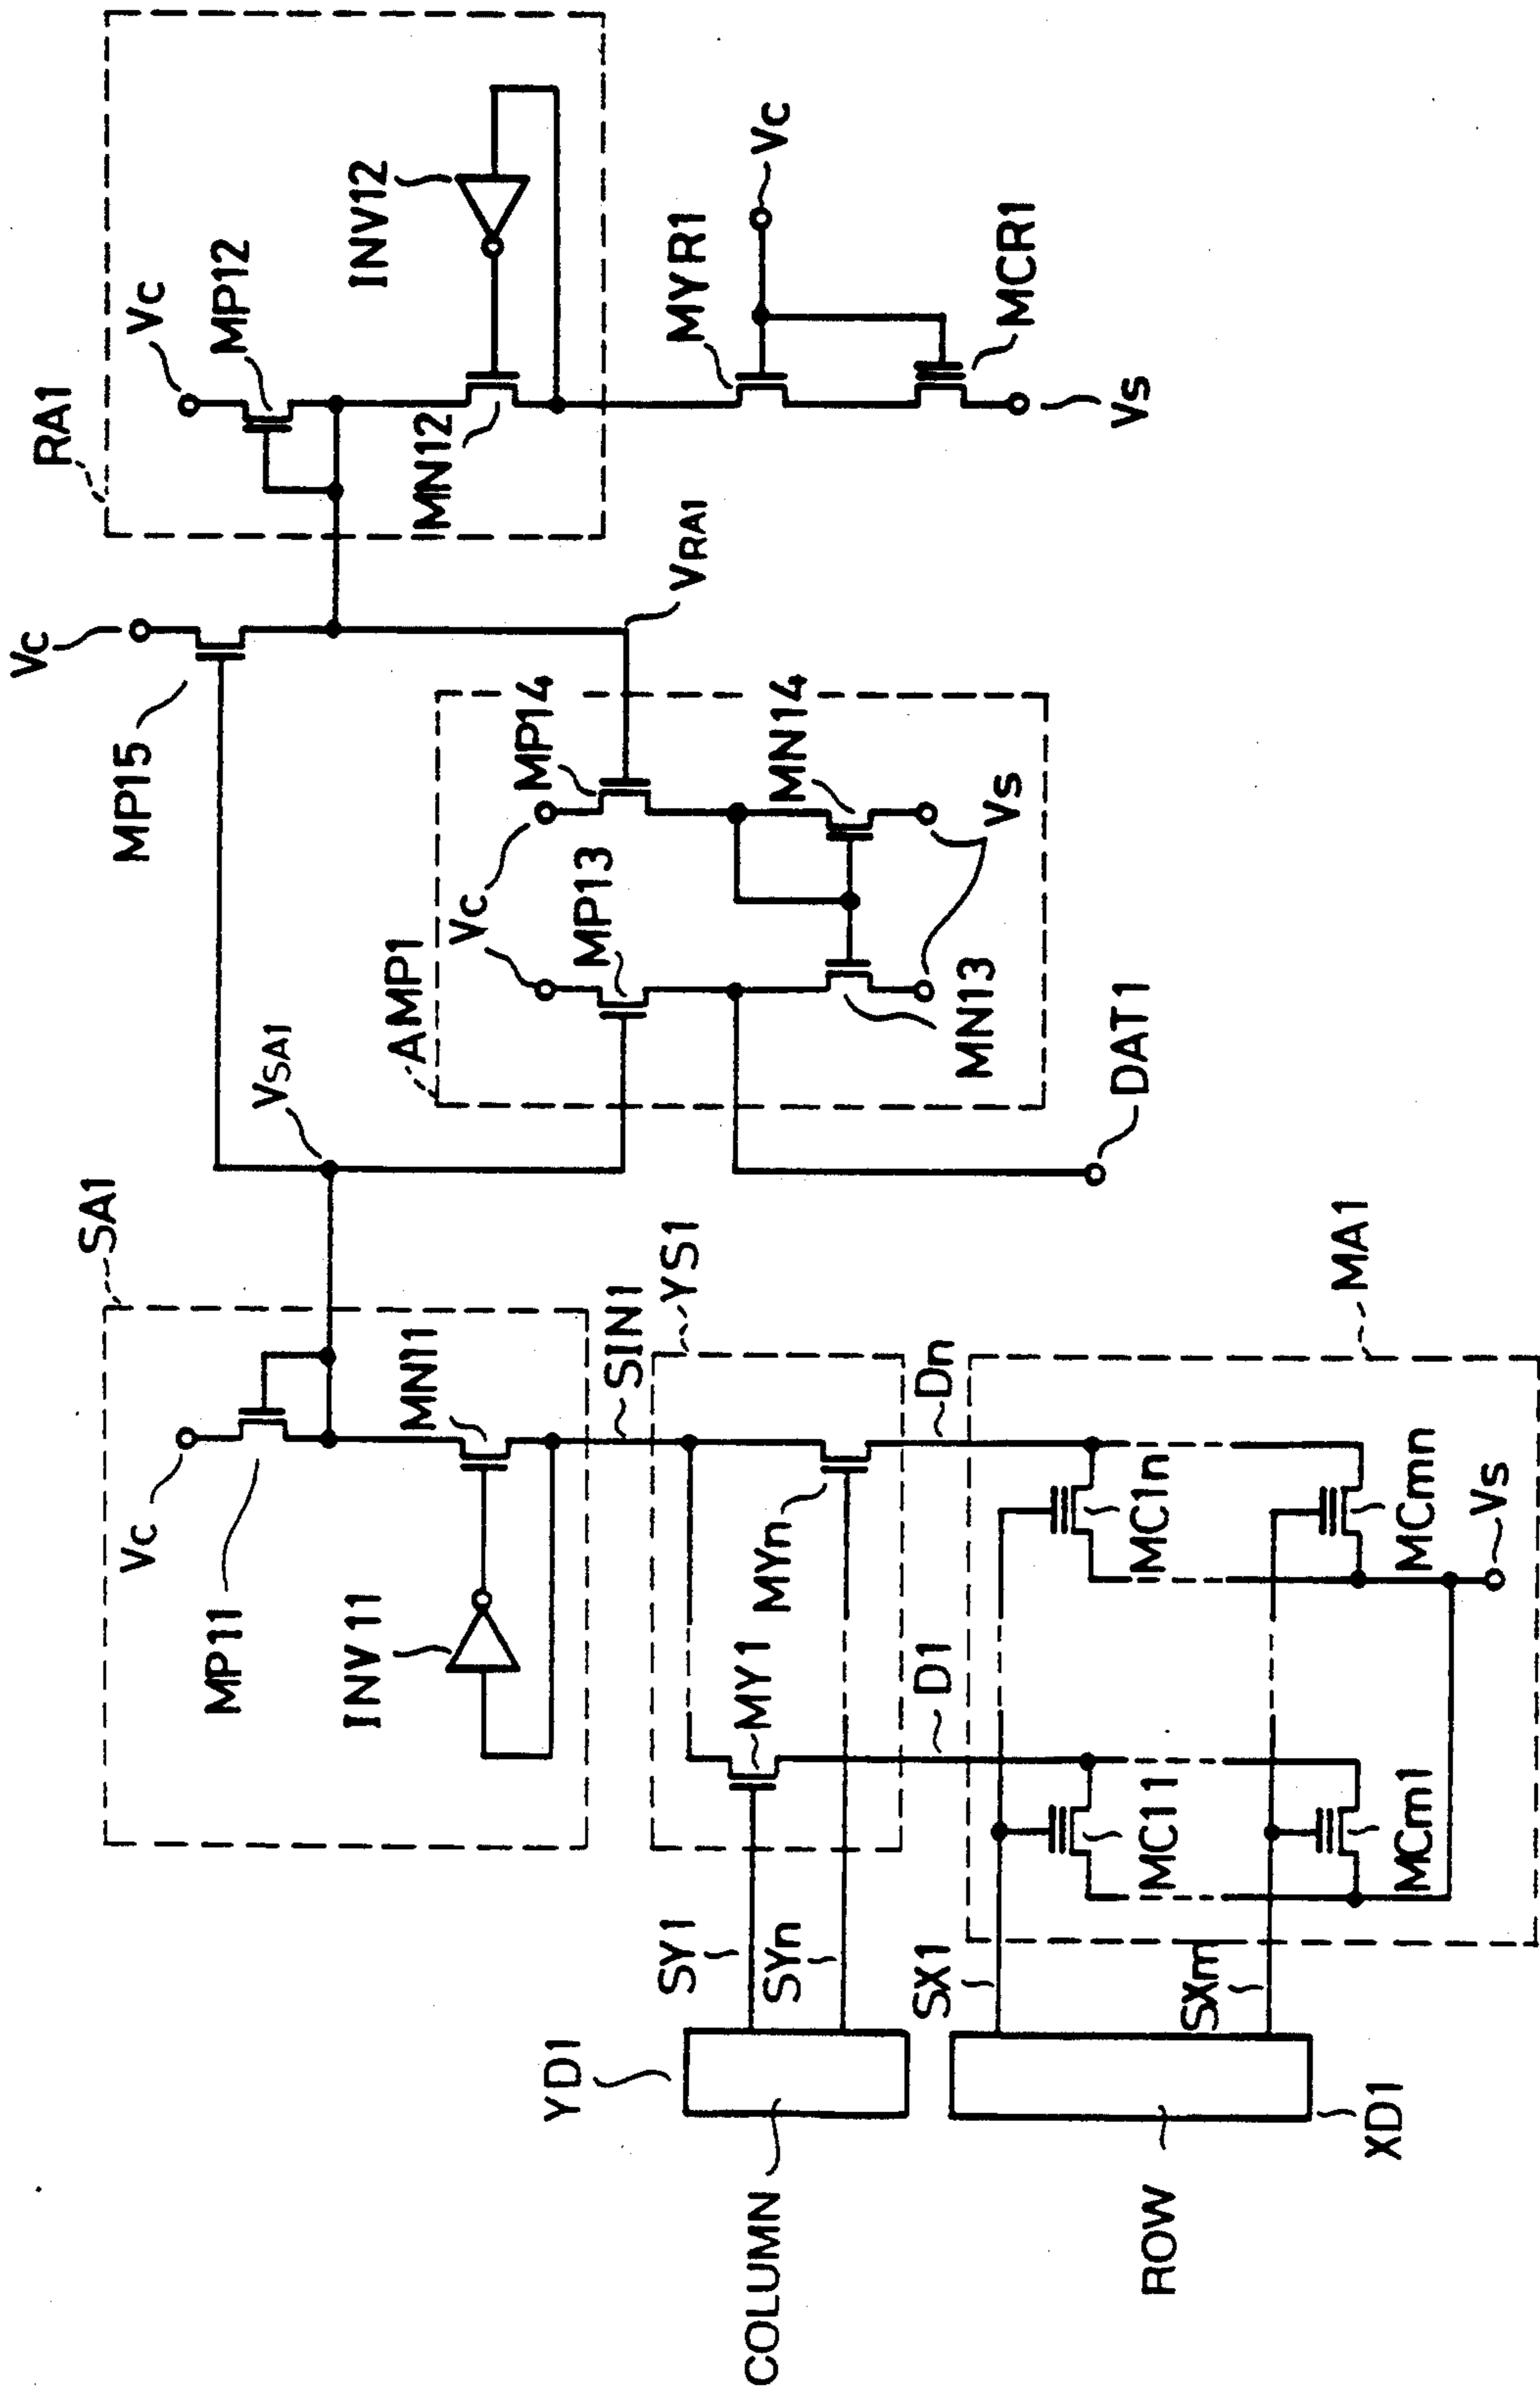 RA1
Vc
MP12
INV12
MN12
MYR1
Vc
MCR1
Vs
Vc
MP15
VRA1
MP14
MN14
Vc
MP13
Vs
AMP1
MN13
VSA1
DAT1
SA1
Vc
MP11
MN11
INV11
SIN1
YS1
MYn
MY1
Dn
D1
MA1
MC1n
MCmn
Vs
MC11
MCm1
SY1
SYn
SX1
SXm
YD1
COLUMN
XD1
ROW